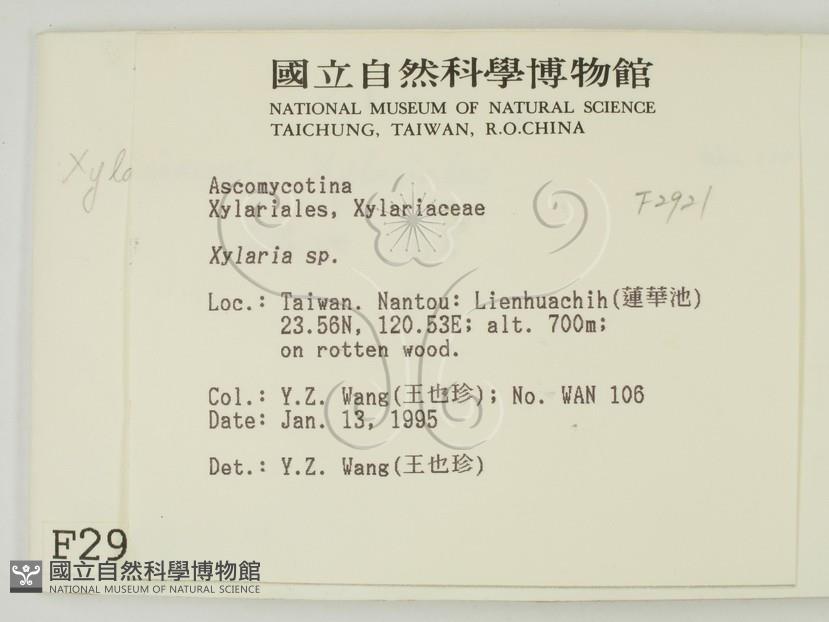 國立自然科學博物館
NATIONAL MUSEUM OF NATURAL SCIENCE
TAICHUNG, TAIWAN, R.O.CHINA
Xyla
Ascomycotina
Xylariales, Xylariaceae
F2921
Xylaria sp.
Loc.: Taiwan. Nantou: Lienhuachih(蓮華池)
23.56N, 120.53E; alt. 700m;
on rotten wood.
Col.: Y.Z. Wang(王也珍); No. WAN 106
Date: Jan. 13, 1995
Det.: Y.Z. Wang(王也珍)
F29
國立自然科學博物館
NATIONAL MUSEUM OF NATURAL SCIENCE